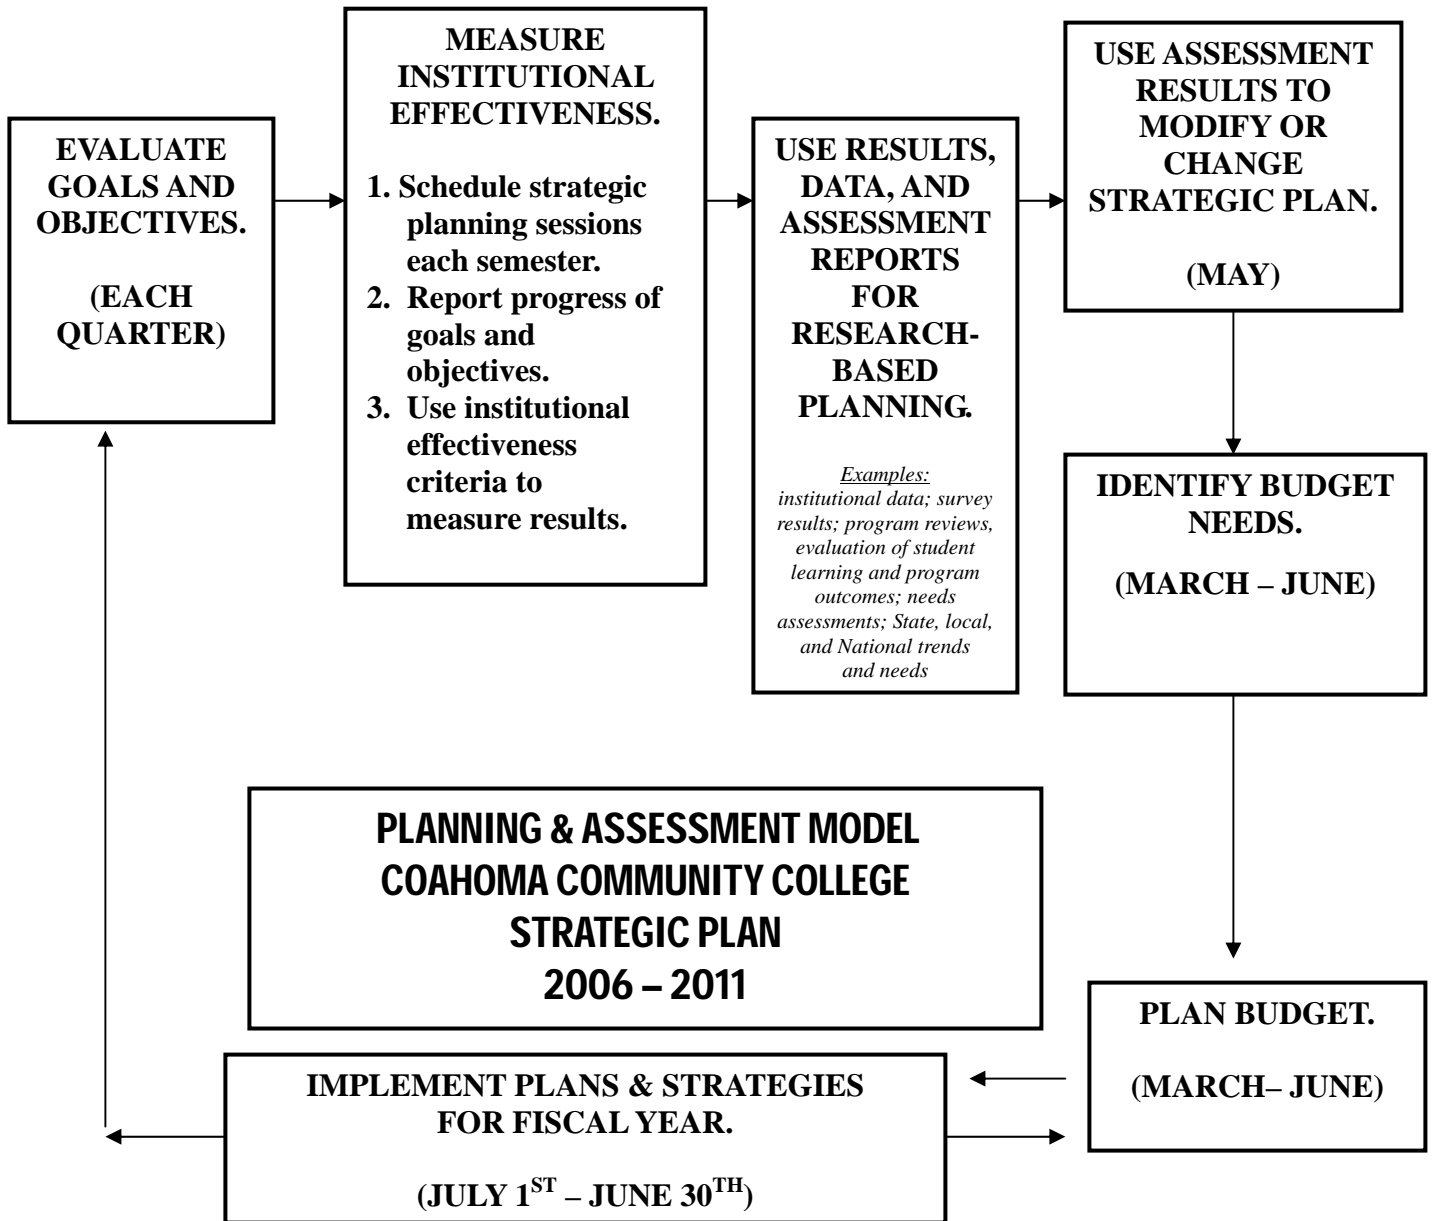 EVALUATE
GOALS AND
OBJECTIVES.
(EACH
QUARTER)
MEASURE
INSTITUTIONAL
EFFECTIVENESS.
1. Schedule strategic
planning sessions
each semester.
2. Report progress of
goals and
objectives.
3. Use institutional
effectiveness
criteria to
measure results.
USE RESULTS,
DATA, AND
ASSESSMENT
REPORTS
FOR
RESEARCH-
BASED
PLANNING.
Examples:
institutional data; survey
results; program reviews,
evaluation of student
learning and program
outcomes; needs
assessments; State, local,
and National trends
and needs
USE ASSESSMENT
RESULTS TO
MODIFY OR
CHANGE
STRATEGIC PLAN.
(MAY)
IDENTIFY BUDGET
NEEDS.
(MARCH – JUNE)
PLAN BUDGET.
(MARCH– JUNE)
PLANNING & ASSESSMENT MODEL
COAHOMA COMMUNITY COLLEGE
STRATEGIC PLAN
2006 – 2011
IMPLEMENT PLANS & STRATEGIES
FOR FISCAL YEAR.
(JULY 1ST – JUNE 30TH)